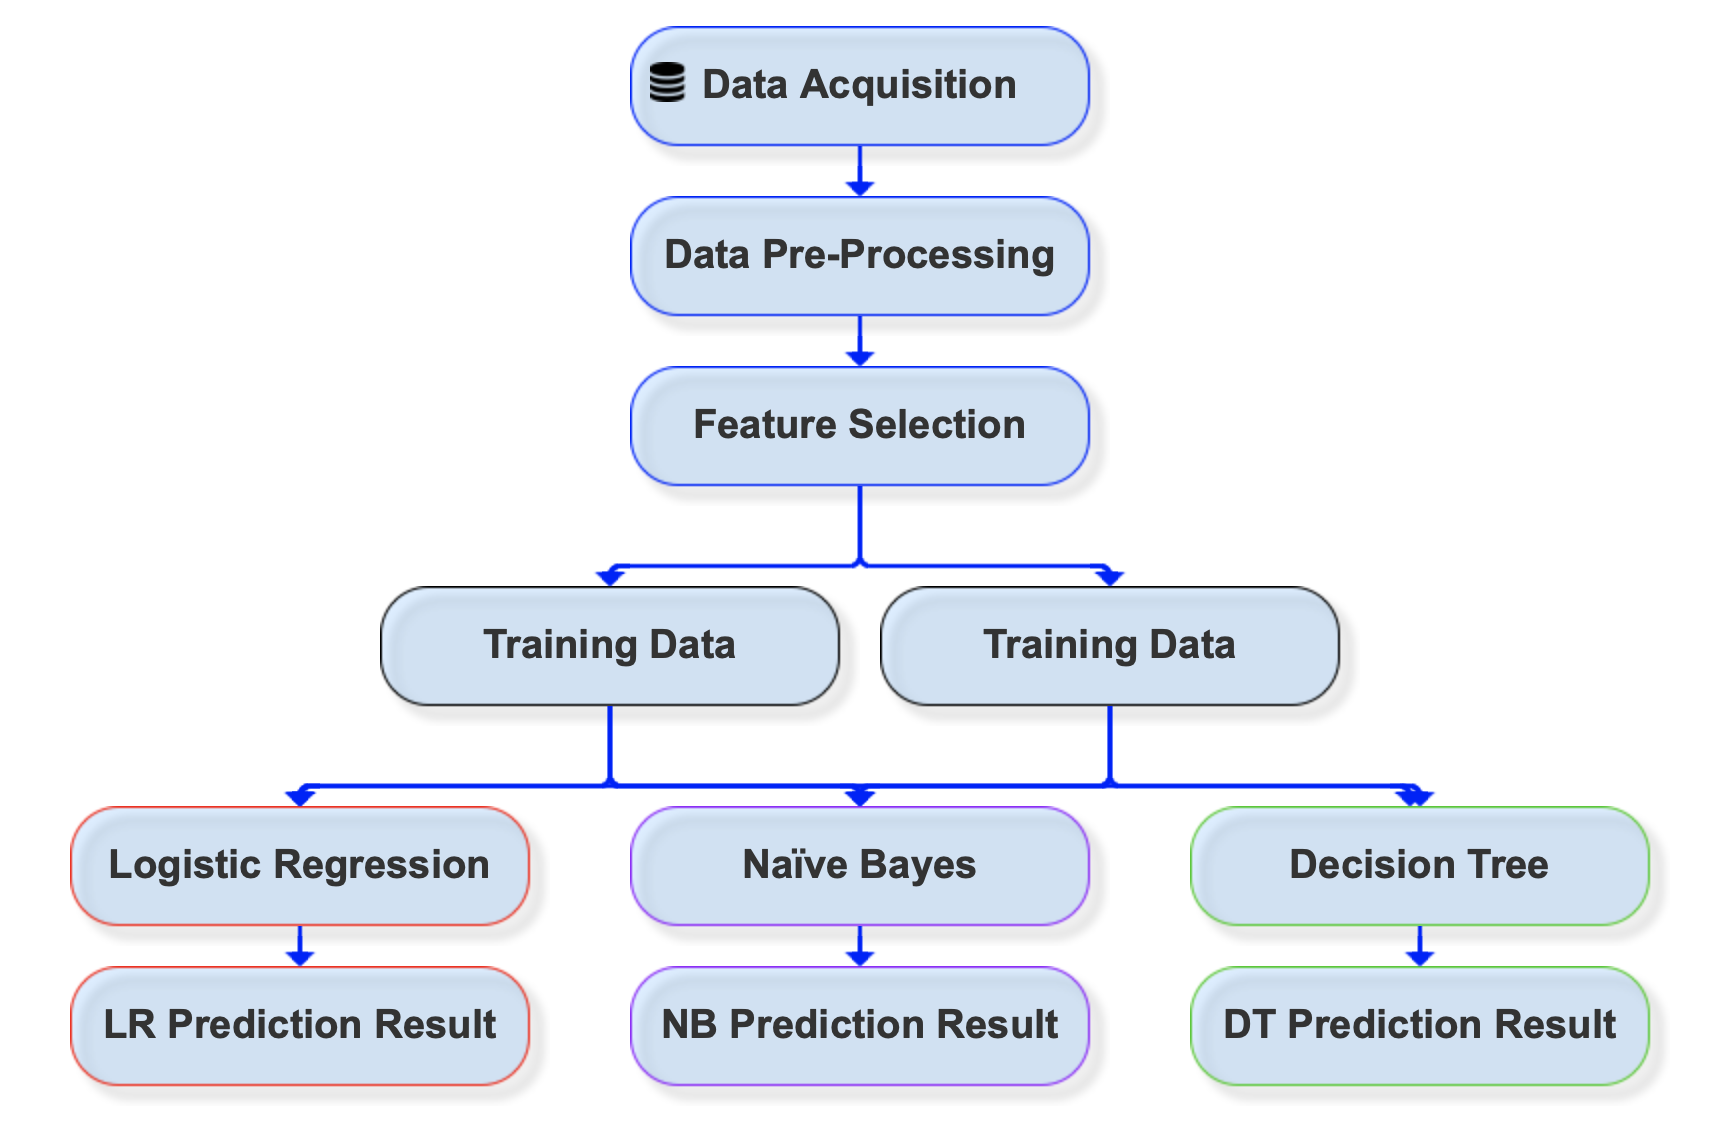 Data Acquisition
Data Pre-Processing
Feature Selection
Training Data
Training Data
Logistic Regression
Naïve Bayes
Decision Tree
LR Prediction Result
NB Prediction Result
DT Prediction Result